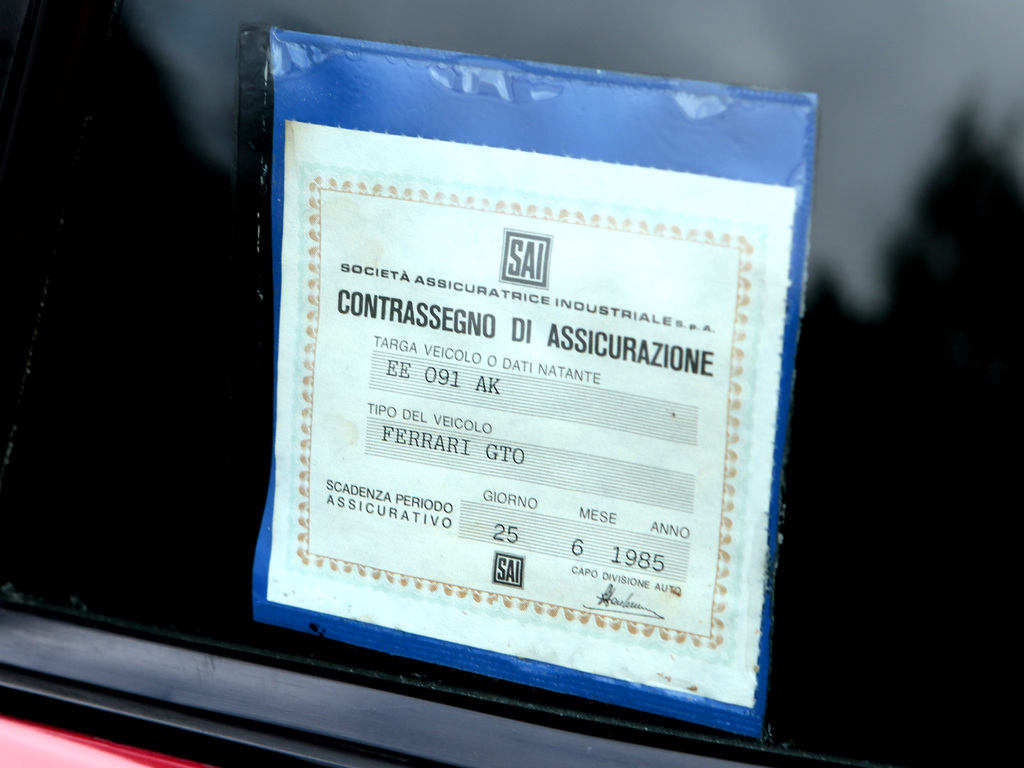 SAI
SOCIETÀ ASSICURATRICE INDUSTRIALE S.p.A.
CONTRASSEGNO DI ASSICURAZIONE
TARGA VEICOLO O DATI NATANTE
EE 091 AK
TIPO DEL VEICOLO
FERRARI GTO
SCADENZA PERIODO
ASSICURATIVO
GIORNO MESE ANNO
25 6 1985
SAI
CAPO DIVISIONE AUTO